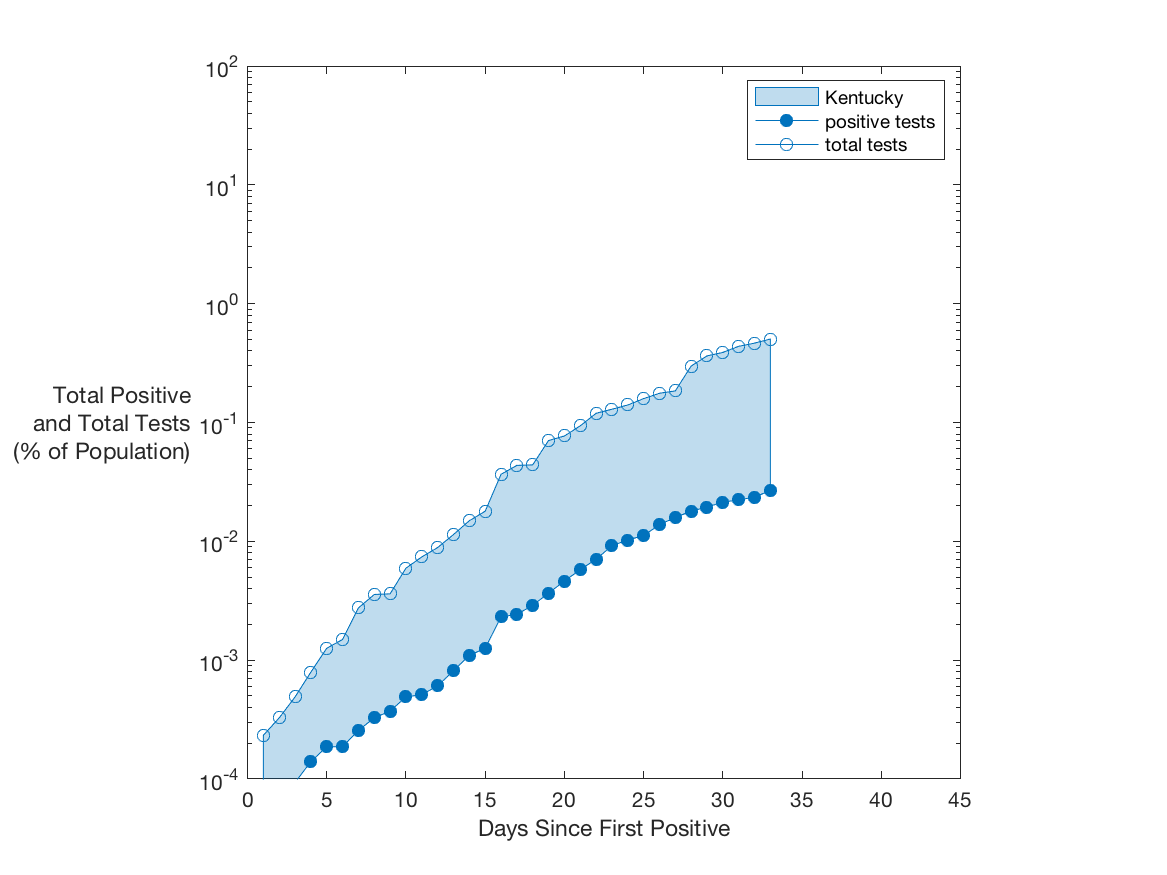 10^2
10^1
10^0
10^-1
10^-2
10^-3
10^-4
Total Positive
and Total Tests
(% of Population)
Kentucky
positive tests
total tests
0 5 10 15 20 25 30 35 40 45
Days Since First Positive